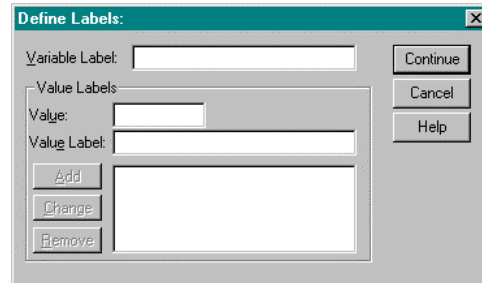 Define Labels:
Variable Label:
Continue
Value Labels
Cancel
Value:
Help
Value Label:
Add
Change
Remove